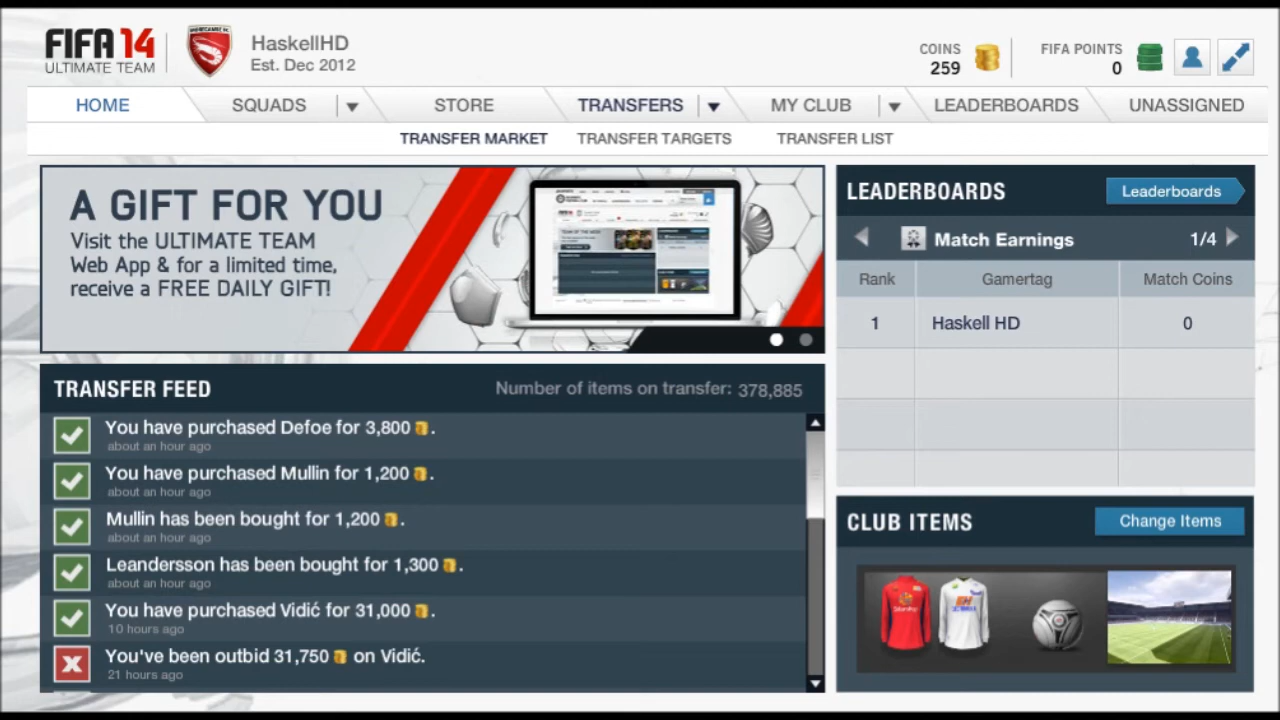 FIFA 14
ULTIMATE TEAM
HaskellHD
Est. Dec 2012
COINS
259
FIFA POINTS
0
HOME
SQUADS
STORE
TRANSFERS
MY CLUB
LEADERBOARDS
UNASSIGNED
TRANSFER MARKET
TRANSFER TARGETS
TRANSFER LIST
A GIFT FOR YOU
Visit the ULTIMATE TEAM
Web App & for a limited time,
receive a FREE DAILY GIFT!
LEADERBOARDS
Leaderboards
Match Earnings
1/4
Rank
Gamertag
Match Coins
1
Haskell HD
0
TRANSFER FEED
Number of items on transfer: 378,885
You have purchased Defoe for 3,800 .
about an hour ago
You have purchased Mullin for 1,200 .
about an hour ago
Mullin has been bought for 1,200 .
about an hour ago
Leandersson has been bought for 1,300 .
about an hour ago
You have purchased Vidić for 31,000 .
10 hours ago
You've been outbid 31,750 on Vidić.
21 hours ago
CLUB ITEMS
Change Items